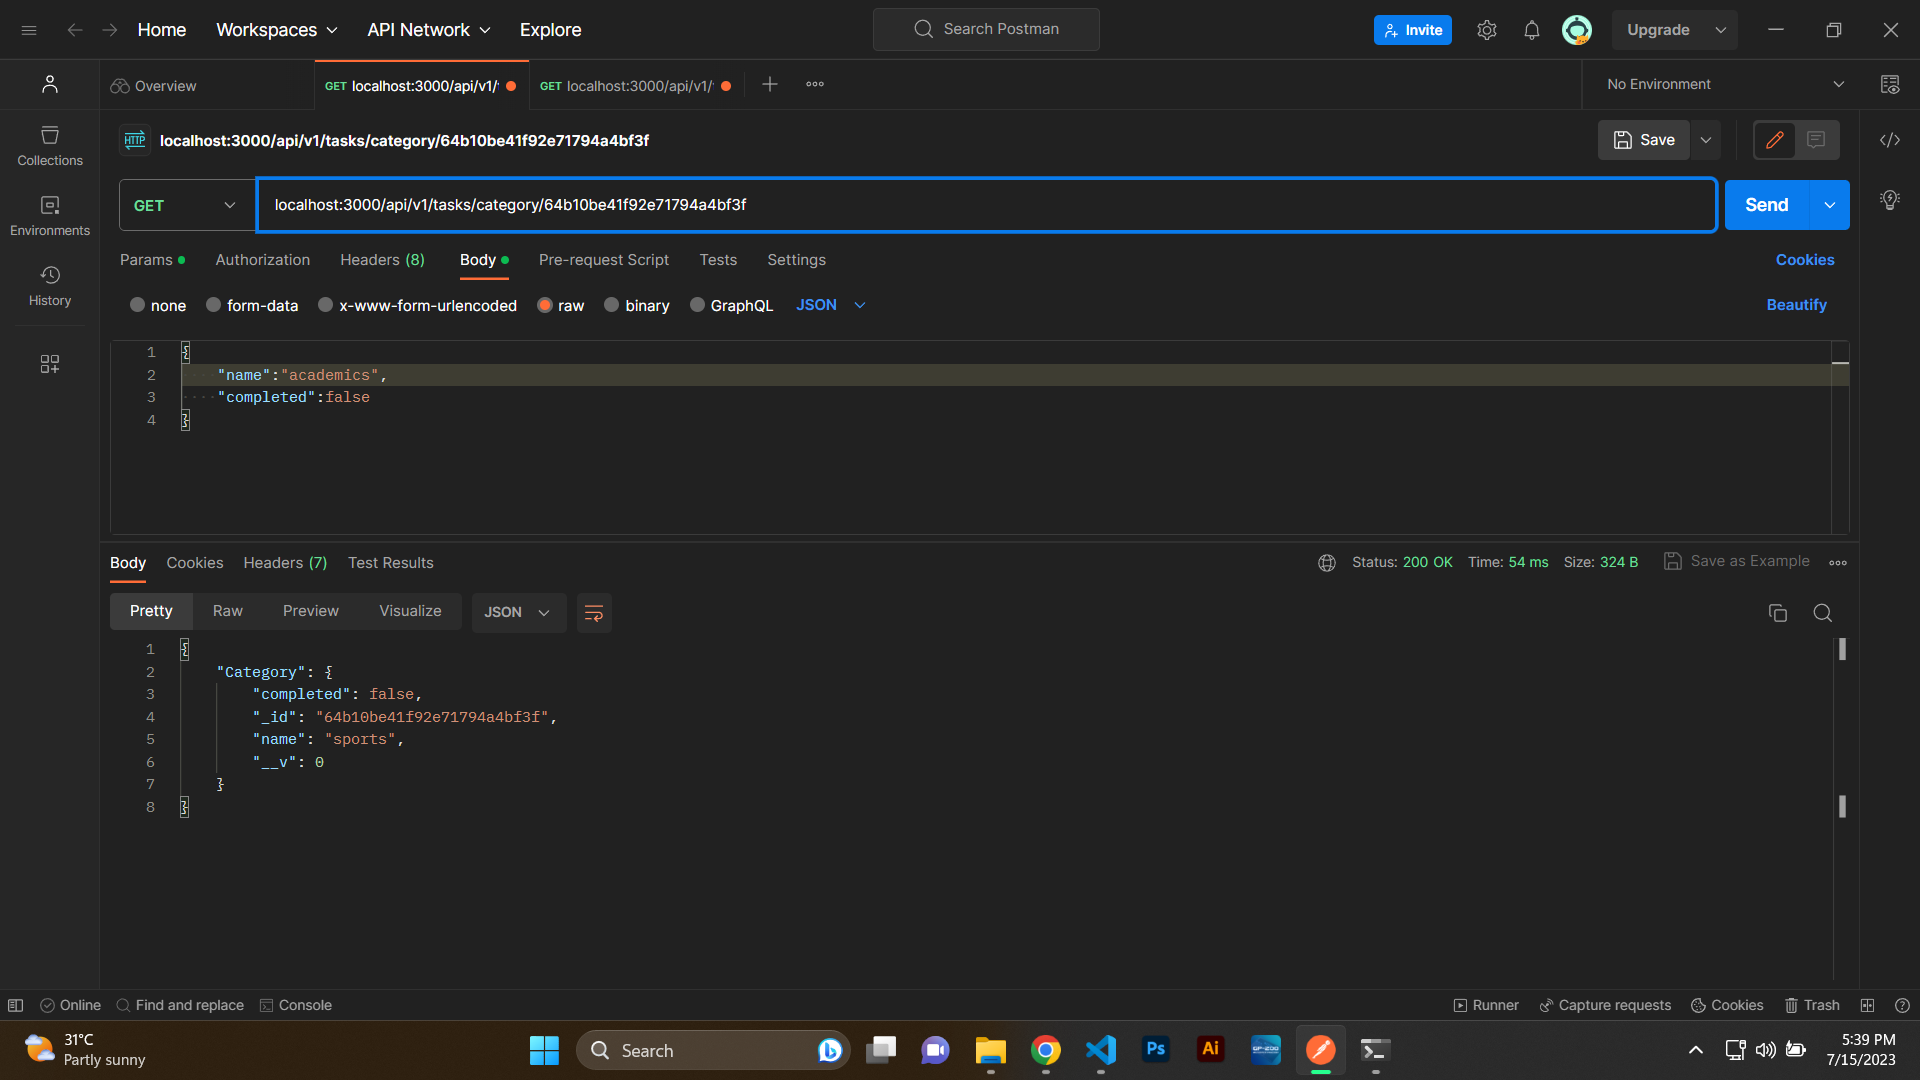 Home Workspaces API Network Explore Search Postman Invite Upgrade
Overview GET localhost:3000/api/v1/ GET localhost:3000/api/v1/ No Environment
HTTP localhost:3000/api/v1/tasks/category/64b10be41f92e71794a4bf3f Save
Collections
GET localhost:3000/api/v1/tasks/category/64b10be41f92e71794a4bf3f Send
Environments
Params Authorization Headers (8) Body Pre-request Script Tests Settings Cookies
History
none form-data x-www-form-urlencoded raw binary GraphQL JSON Beautify
1 {
2 "name":"academics",
3 "completed":false
4 }
Body Cookies Headers (7) Test Results Status: 200 OK Time: 54 ms Size: 324 B Save as Example
Pretty Raw Preview Visualize JSON
1 {
2 "Category": {
3 "completed": false,
4 "_id": "64b10be41f92e71794a4bf3f",
5 "name": "sports",
6 "__v": 0
7 }
8 }
Online Find and replace Console Runner Capture requests Cookies Trash
31°C
Partly sunny
Search
Ps
Ai
GP-200
5:39 PM
7/15/2023